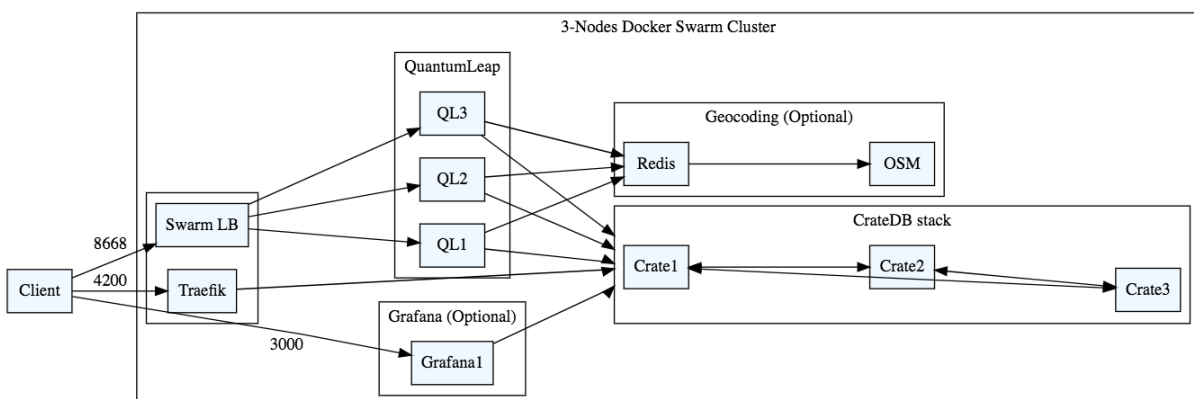 3-Nodes Docker Swarm Cluster
QuantumLeap
QL3
QL2
QL1
Geocoding (Optional)
Redis
OSM
CrateDB stack
Crate1
Crate2
Crate3
Swarm LB
Traefik
8668
4200
3000
Client
Grafana (Optional)
Grafana1